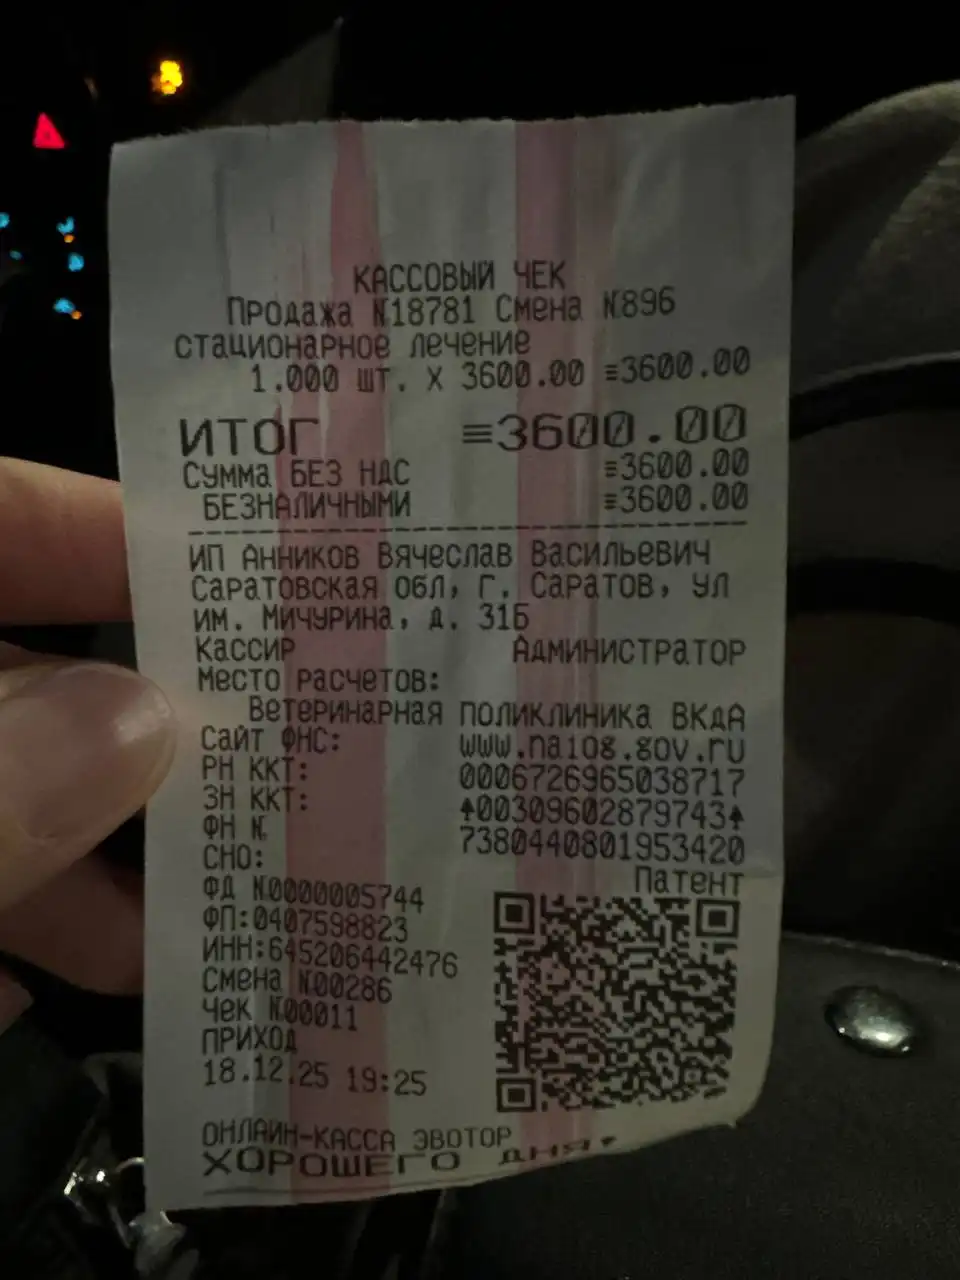 КАССОВЫЙ ЧЕК
Продажа №18781 Смена №896
стационарное лечение
1.000 шт. X 3600.00 ≡3600.00
ИТОГ ≡3600.00
Сумма БЕЗ НДС ≡3600.00
БЕЗНАЛИЧНЫМИ ≡3600.00
ИП Анников Вячеслав Васильевич
Саратовская обл, г. Саратов, ул
им. Мичурина, д. 31Б
Кассир Администратор
Место расчетов:
Ветеринарная поликлиника ВКдА
Сайт ФНС: www.nalog.gov.ru
РН ККТ: 0006726965038717
ЗН ККТ: ↑00309602879743↑
ФН № 7380440801953420
СНО: Патент
ФД №0000005744
ФП:0407598823
ИНН:645206442476
Смена №00286
Чек №00011
ПРИХОД
18.12.25 19:25
ОНЛАЙН-КАССА ЭВОТОР
ХОРОШЕГО ДНЯ!